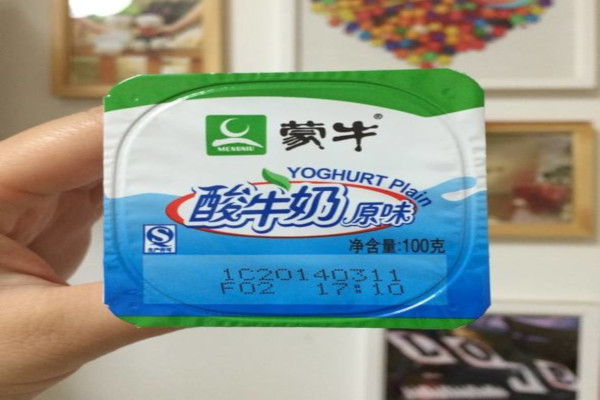 蒙牛®
MENGNIU
YOGHURT Plain
酸牛奶 原味
净含量:100克
1C20140311
F02 17:10